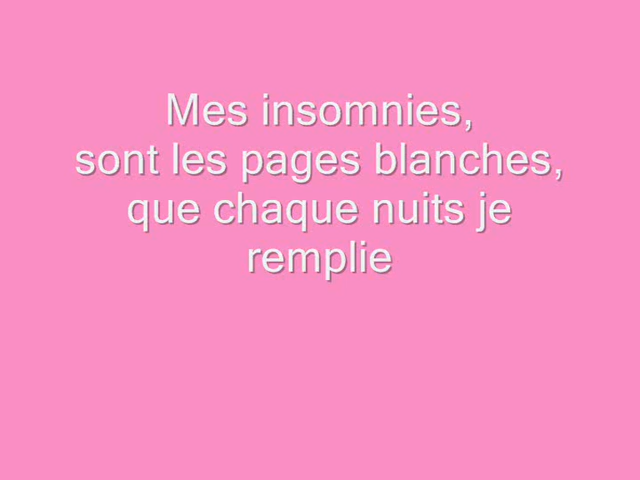 Mes insomnies,
sont les pages blanches,
que chaque nuits je
remplie